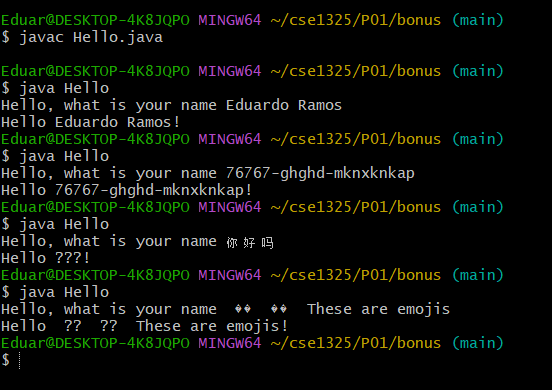 Eduar@DESKTOP-4K8JQPO MINGW64 ~/cse1325/P01/bonus (main)
$ javac Hello.java
Eduar@DESKTOP-4K8JQPO MINGW64 ~/cse1325/P01/bonus (main)
$ java Hello
Hello, what is your name Eduardo Ramos
Hello Eduardo Ramos!
Eduar@DESKTOP-4K8JQPO MINGW64 ~/cse1325/P01/bonus (main)
$ java Hello
Hello, what is your name 76767-ghghd-mknxknkap
Hello 76767-ghghd-mknxknkap!
Eduar@DESKTOP-4K8JQPO MINGW64 ~/cse1325/P01/bonus (main)
$ java Hello
Hello, what is your name 你好吗
Hello ???!
Eduar@DESKTOP-4K8JQPO MINGW64 ~/cse1325/P01/bonus (main)
$ java Hello
Hello, what is your name  ��  ��  These are emojis
Hello  ??  ??  These are emojis!
Eduar@DESKTOP-4K8JQPO MINGW64 ~/cse1325/P01/bonus (main)
$